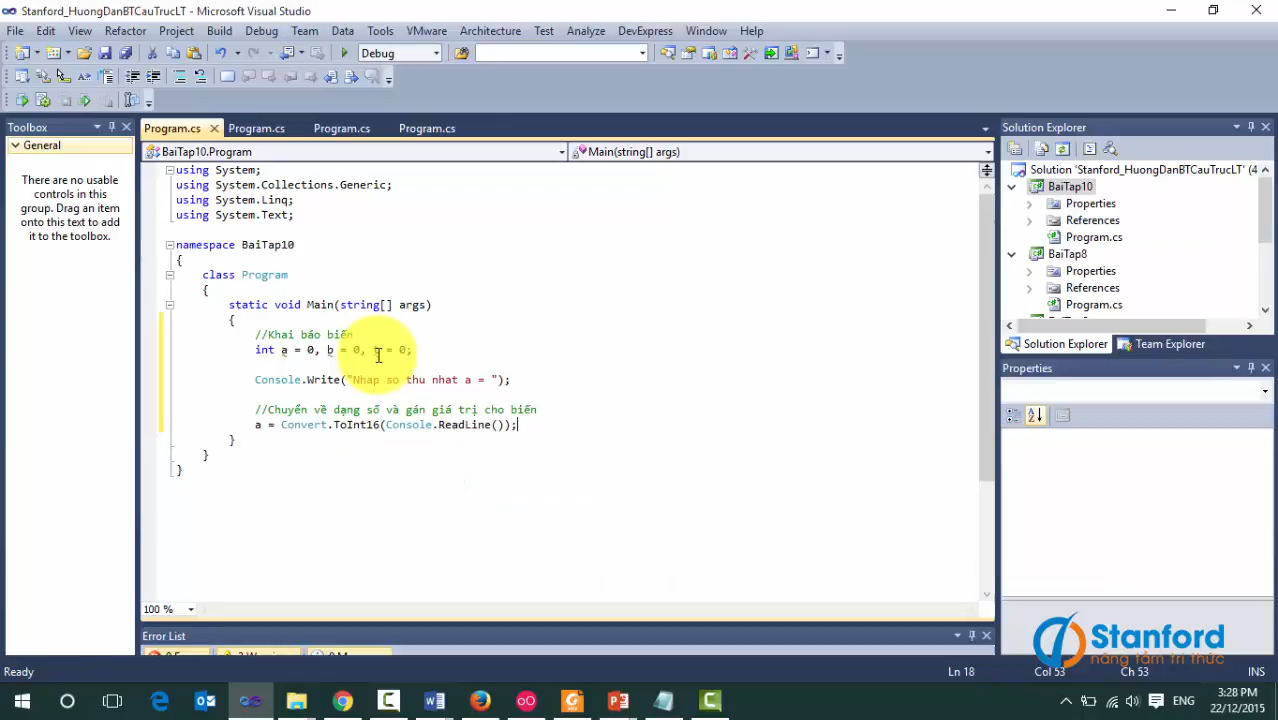 Stanford_HuongDanBTCauTrucLT - Microsoft Visual Studio
File Edit View Refactor Project Build Debug Team Data Tools VMware Architecture Test Analyze DevExpress Window Help
Debug
Toolbox
General
There are no usable
controls in this
group. Drag an item
onto this text to add
it to the toolbox.
Program.cs Program.cs Program.cs Program.cs
BaiTap10.Program Main(string[] args)
using System;
using System.Collections.Generic;
using System.Linq;
using System.Text;
namespace BaiTap10
{
class Program
{
static void Main(string[] args)
{
//Khai báo biến
int a = 0, b = 0, = 0;
Console.Write("Nhap so thu nhat a = ");
//Chuyển về dạng số và gán giá trị cho biến
a = Convert.ToInt16(Console.ReadLine());
}
}
}
100 %
Error List
Solution Explorer
Solution 'Stanford_HuongDanBTCauTrucLT' (4
BaiTap10
Properties
References
Program.cs
BaiTap8
Properties
References
Program.cs
Solution Explorer Team Explorer
Properties
Stanford
nâng tầm tri thức
Ready Ln 18 Col 53 Ch 53 INS
ENG
3:28 PM
22/12/2015